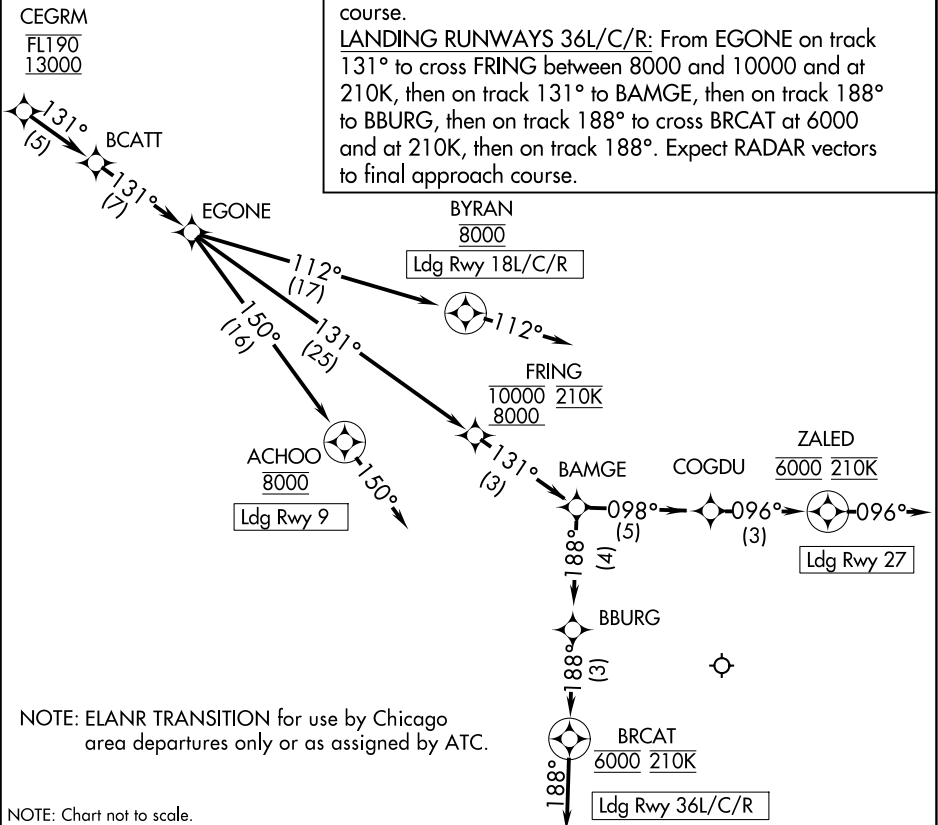 course.
LANDING RUNWAYS 36L/C/R: From EGONE on track
131° to cross FRING between 8000 and 10000 and at
210K, then on track 131° to BAMGE, then on track 188°
to BBURG, then on track 188° to cross BRCAT at 6000
and at 210K, then on track 188°. Expect RADAR vectors
to final approach course.
CEGRM
FL190
13000
131°
(5)
BCATT
131°
(7)
EGONE
BYRAN
8000
Ldg Rwy 18L/C/R
112°
(17)
112°
150°
(16)
131°
(25)
FRING
10000 210K
8000
ACHOO
8000
150°
Ldg Rwy 9
131°
(3)
BAMGE
COGDU
ZALED
6000 210K
098°
(5)
096°
(3)
096°
Ldg Rwy 27
188°
(4)
BBURG
188°
(3)
NOTE: ELANR TRANSITION for use by Chicago
area departures only or as assigned by ATC.
BRCAT
6000 210K
188°
Ldg Rwy 36L/C/R
NOTE: Chart not to scale.